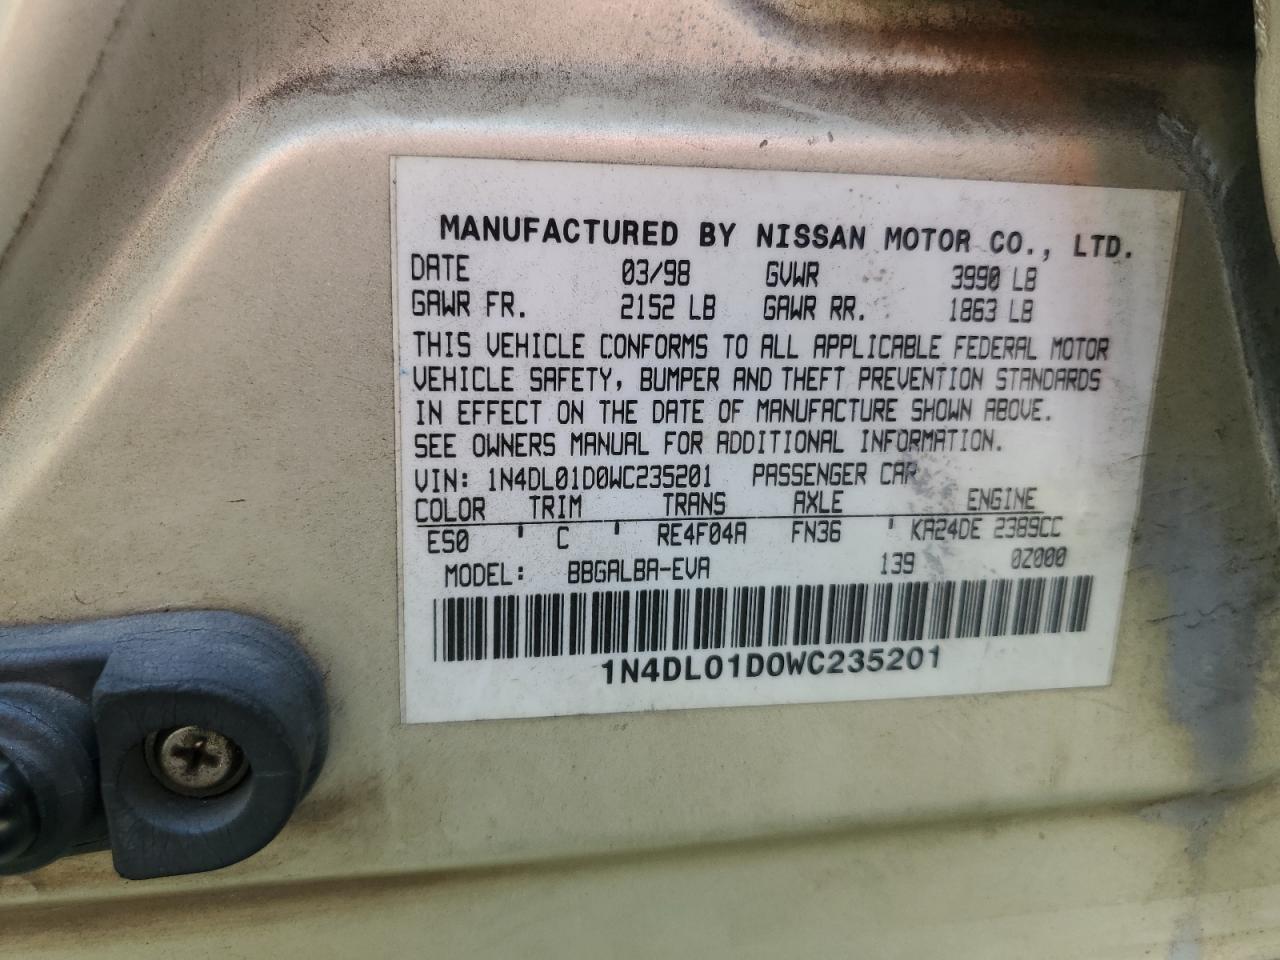 MANUFACTURED BY NISSAN MOTOR CO., LTD.
DATE 03/98 GVWR 3990 LB
GAWR FR. 2152 LB GAWR RR. 1863 LB
THIS VEHICLE CONFORMS TO ALL APPLICABLE FEDERAL MOTOR
VEHICLE SAFETY, BUMPER AND THEFT PREVENTION STANDARDS
IN EFFECT ON THE DATE OF MANUFACTURE SHOWN ABOVE.
SEE OWNERS MANUAL FOR ADDITIONAL INFORMATION.
VIN: 1N4DL01D0WC235201 PASSENGER CAR
COLOR TRIM TRANS AXLE ENGINE
ES0 ' C ' RE4F04A FN36 ' KA24DE 2389CC
MODEL: BBGALBA-EVA 139 0Z000
1N4DL01D0WC235201